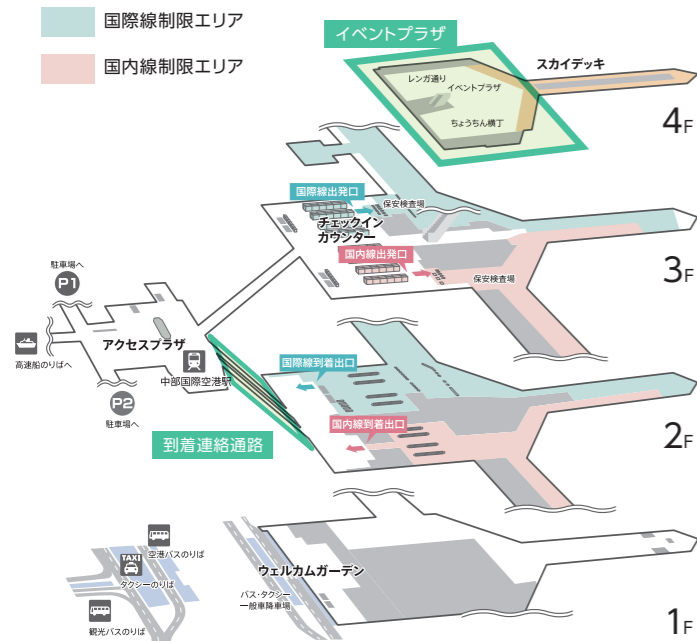 国際線制限エリア
国内線制限エリア
イベントプラザ
スカイデッキ
レンガ通り
イベントプラザ
ちょうちん横丁
4F
国際線出発口
保安検査場
チェックイン
カウンター
国内線出発口
保安検査場
3F
駐車場へ
P1
アクセスプラザ
高速船のりばへ
中部国際空港駅
P2
駐車場へ
国際線到着出口
国内線到着出口
到着連絡通路
2F
空港バスのりば
TAXI
タクシーのりば
観光バスのりば
ウェルカムガーデン
バス・タクシー
一般車降車場
1F